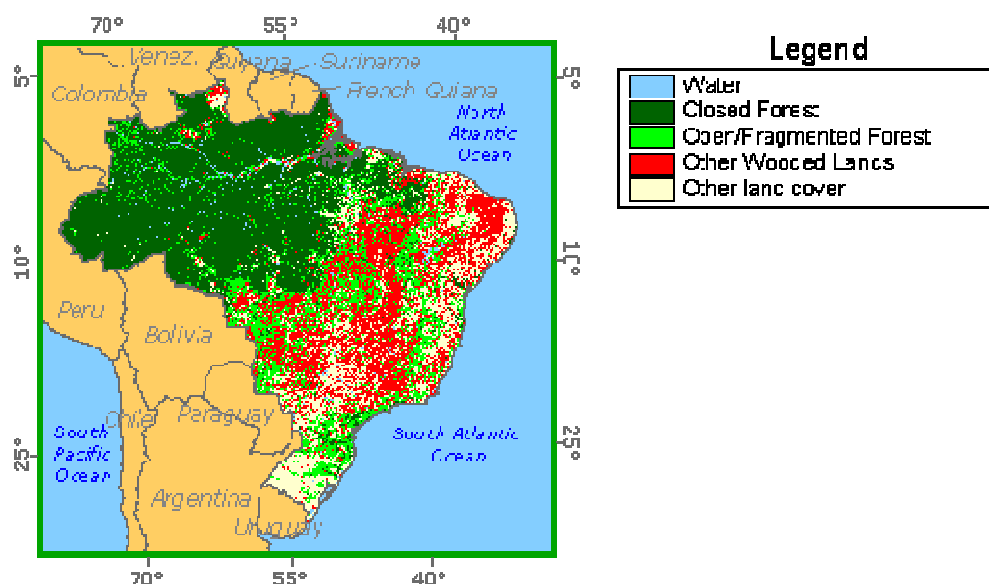 70° 55° 40°
Legend
Venez. Guyana Suriname
5° 5°
Colombia French Guiana
Water
Closed Forest
North
Atlantic
Ocean
Open/Fragmented Forest
Other Wooded Lands
Other land cover
10° 10°
Peru
Bolivia
Chile Paraguay
South
Pacific
Ocean
South Atlantic
Ocean
25° 25°
Argentina
Uruguay
70° 55° 40°